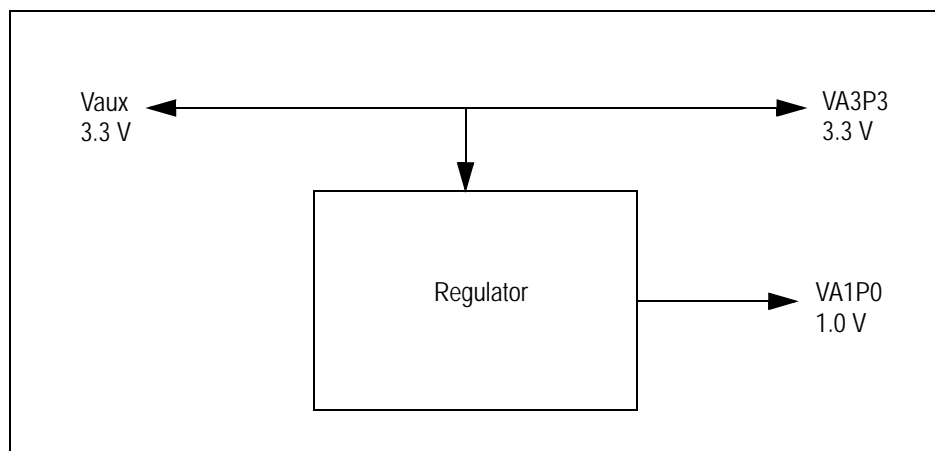 Vaux
3.3 V
VA3P3
3.3 V
Regulator
VA1P0
1.0 V